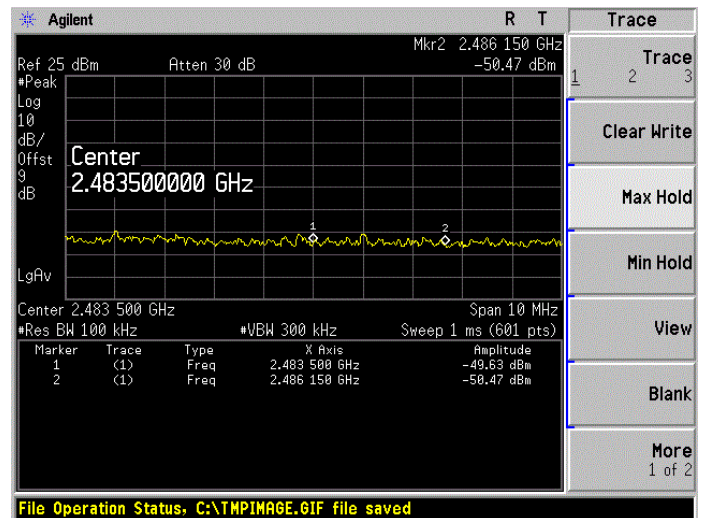 Agilent R T Trace
Mkr2 2.486 150 GHz
Ref 25 dBm Atten 30 dB -50.47 dBm
#Peak
Log
10
dB/
Offst
9
dB
Center
2.483500000 GHz
1 2
LgAv
Center 2.483 500 GHz Span 10 MHz
#Res BW 100 kHz #VBW 300 kHz Sweep 1 ms (601 pts)
Marker Trace Type X Axis Amplitude
1 (1) Freq 2.483 500 GHz -49.63 dBm
2 (1) Freq 2.486 150 GHz -50.47 dBm
Trace
1 2 3
Clear Write
Max Hold
Min Hold
View
Blank
More
1 of 2
File Operation Status, C:\TMPIMAGE.GIF file saved